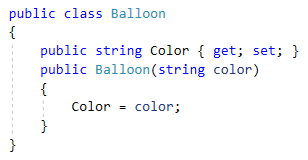 public class Balloon
{
    public string Color { get; set; }
    public Balloon(string color)
    {
        Color = color;
    }
}